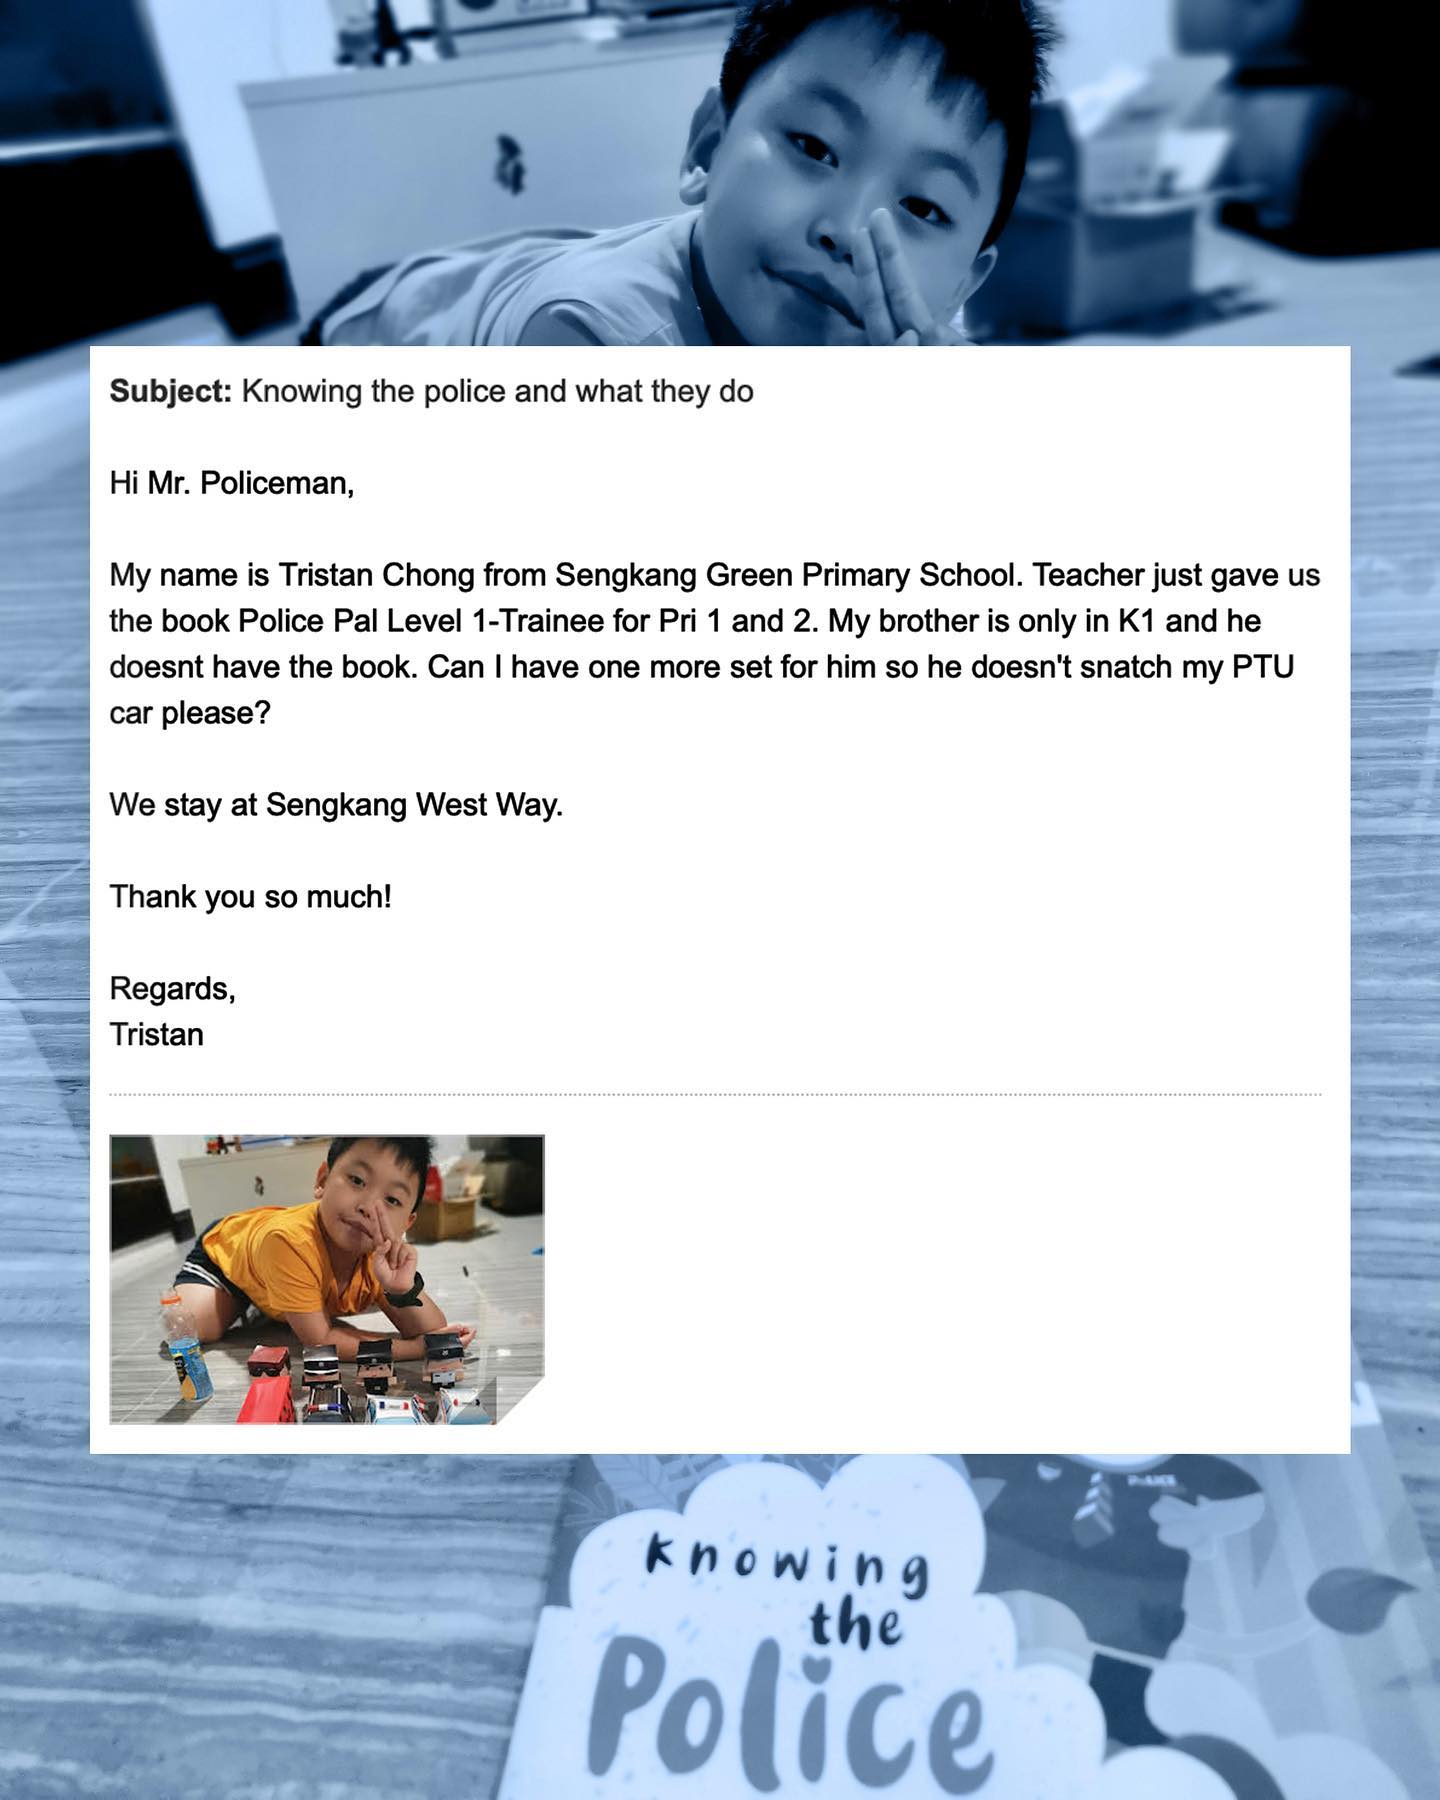 Subject: Knowing the police and what they do
Hi Mr. Policeman,
My name is Tristan Chong from Sengkang Green Primary School. Teacher just gave us
the book Police Pal Level 1-Trainee for Pri 1 and 2. My brother is only in K1 and he
doesnt have the book. Can I have one more set for him so he doesn't snatch my PTU
car please?
We stay at Sengkang West Way.
Thank you so much!
Regards,
Tristan
POLICE
Knowing
the
Police